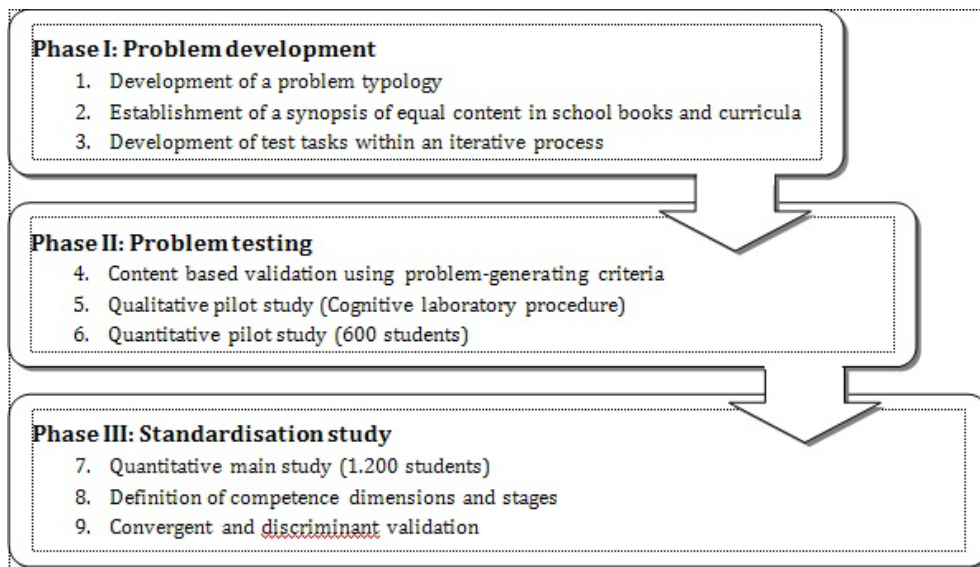 Phase I: Problem development
1. Development of a problem typology
2. Establishment of a synopsis of equal content in school books and curricula
3. Development of test tasks within an iterative process
Phase II: Problem testing
4. Content based validation using problem-generating criteria
5. Qualitative pilot study (Cognitive laboratory procedure)
6. Quantitative pilot study (600 students)
Phase III: Standardisation study
7. Quantitative main study (1.200 students)
8. Definition of competence dimensions and stages
9. Convergent and discriminant validation